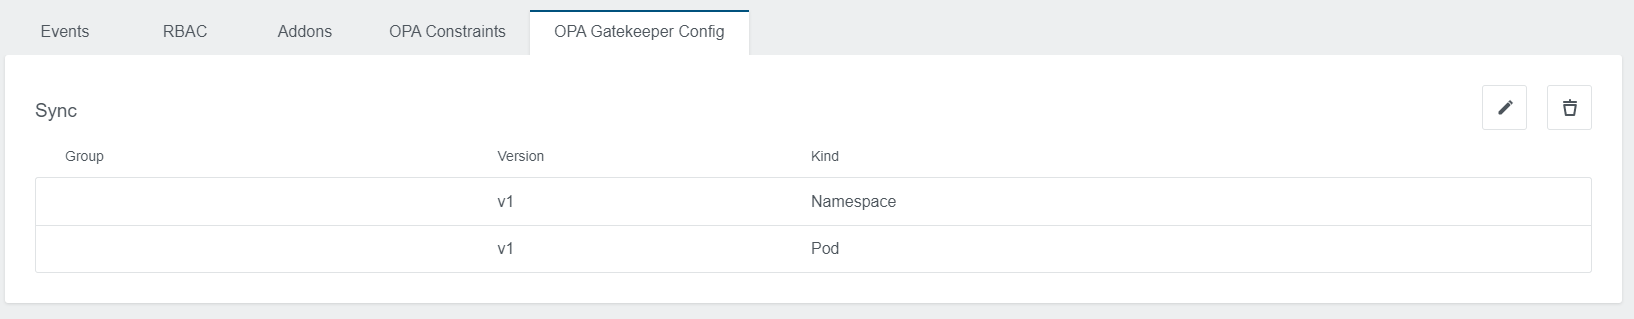 Events RBAC Addons OPA Constraints OPA Gatekeeper Config
Sync
Group Version Kind
v1 Namespace
v1 Pod